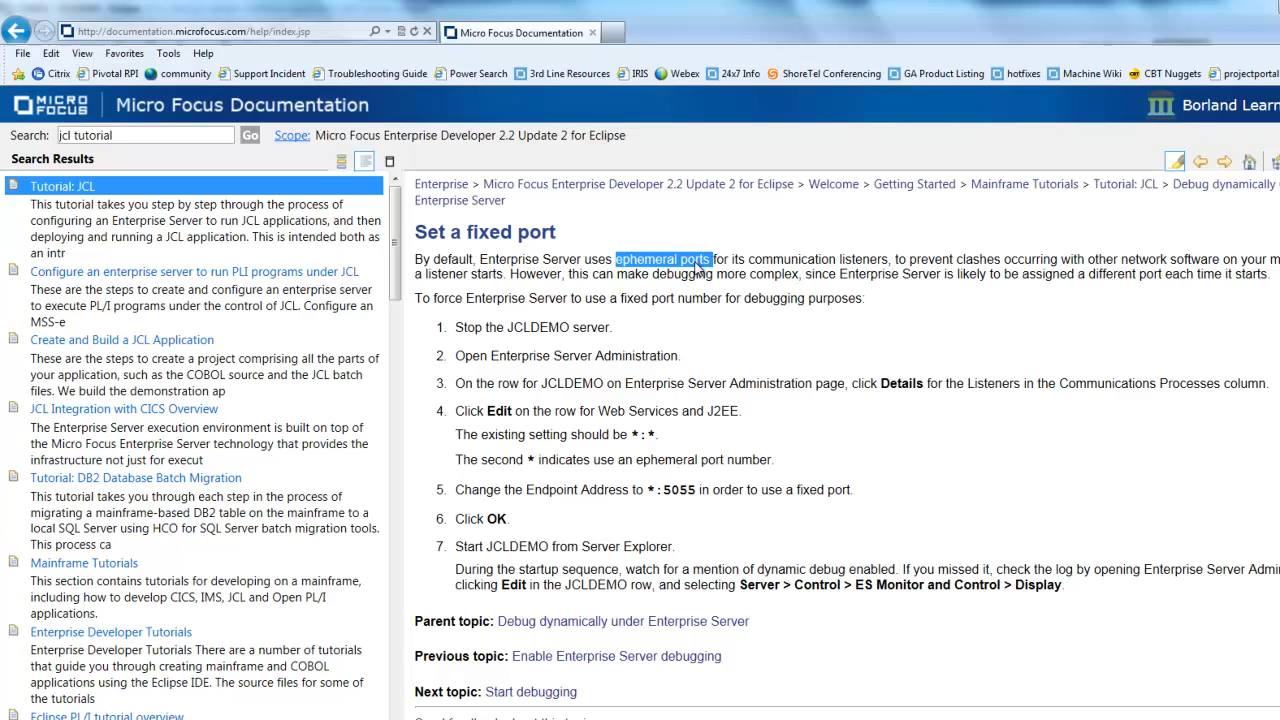 http://documentation.microfocus.com/help/index.jsp
Micro Focus Documentation
File Edit View Favorites Tools Help
Citrix Pivotal RPI community Support Incident Troubleshooting Guide Power Search 3rd Line Resources IRIS Webex 24x7 Info ShoreTel Conferencing GA Product Listing hotfixes Machine Wiki CBT Nuggets projectportal
MICRO FOCUS Micro Focus Documentation Borland Learn
Search: jcl tutorial Go Scope: Micro Focus Enterprise Developer 2.2 Update 2 for Eclipse
Search Results
Tutorial: JCL
This tutorial takes you step by step through the process of
configuring an Enterprise Server to run JCL applications, and then
deploying and running a JCL application. This is intended both as
an intr
Configure an enterprise server to run PLI programs under JCL
These are the steps to create and configure an enterprise server
to execute PL/I programs under the control of JCL. Configure an
MSS-e
Create and Build a JCL Application
These are the steps to create a project comprising all the parts of
your application, such as the COBOL source and the JCL batch
files. We build the demonstration ap
JCL Integration with CICS Overview
The Enterprise Server execution environment is built on top of
the Micro Focus Enterprise Server technology that provides the
infrastructure not just for execut
Tutorial: DB2 Database Batch Migration
This tutorial takes you through each step in the process of
migrating a mainframe-based DB2 table on the mainframe to a
local SQL Server using HCO for SQL Server batch migration tools.
This process ca
Mainframe Tutorials
This section contains tutorials for developing on a mainframe,
including how to develop CICS, IMS, JCL and Open PL/I
applications.
Enterprise Developer Tutorials
Enterprise Developer Tutorials There are a number of tutorials
that guide you through creating mainframe and COBOL
applications using the Eclipse IDE. The source files for some of
the tutorials
Eclipse PL/I tutorial overview
Enterprise > Micro Focus Enterprise Developer 2.2 Update 2 for Eclipse > Welcome > Getting Started > Mainframe Tutorials > Tutorial: JCL > Debug dynamically u
Enterprise Server
Set a fixed port
By default, Enterprise Server uses ephemeral ports for its communication listeners, to prevent clashes occurring with other network software on your m
a listener starts. However, this can make debugging more complex, since Enterprise Server is likely to be assigned a different port each time it starts.
To force Enterprise Server to use a fixed port number for debugging purposes:
1. Stop the JCLDEMO server.
2. Open Enterprise Server Administration.
3. On the row for JCLDEMO on Enterprise Server Administration page, click Details for the Listeners in the Communications Processes column.
4. Click Edit on the row for Web Services and J2EE.
The existing setting should be *:*.
The second * indicates use an ephemeral port number.
5. Change the Endpoint Address to *:5055 in order to use a fixed port.
6. Click OK.
7. Start JCLDEMO from Server Explorer.
During the startup sequence, watch for a mention of dynamic debug enabled. If you missed it, check the log by opening Enterprise Server Admi
clicking Edit in the JCLDEMO row, and selecting Server > Control > ES Monitor and Control > Display.
Parent topic: Debug dynamically under Enterprise Server
Previous topic: Enable Enterprise Server debugging
Next topic: Start debugging